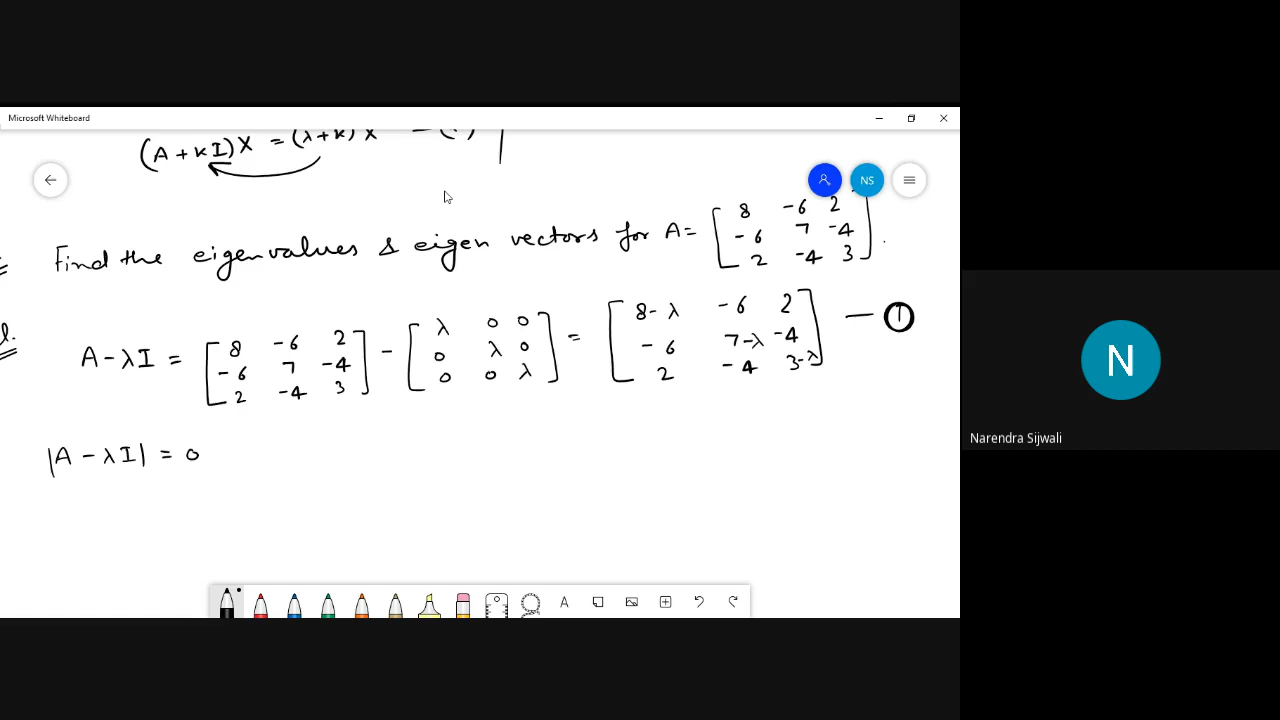 Microsoft Whiteboard
(A + KI)X = (λ+K)X
NS
Find the eigenvalues & eigen vectors for A = [8 -6 2
-6 7 -4
2 -4 3].
A - λI = [8 -6 2
-6 7 -4
2 -4 3] - [λ 0 0
0 λ 0
0 0 λ] = [8-λ -6 2
-6 7-λ -4
2 -4 3-λ] — ①
|A - λI| = 0
A
N
Narendra Sijwali